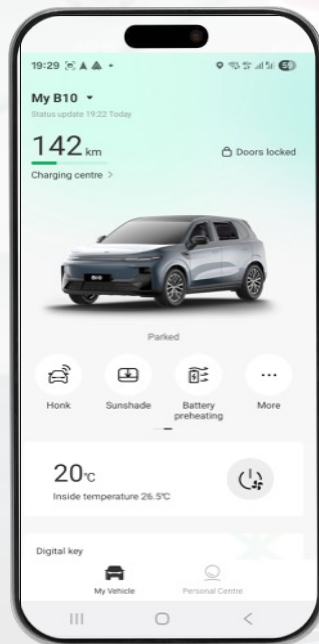 19:29
My B10
Status update 19:22 Today
142 km
Doors locked
Charging centre >
B10
Parked
Honk
Sunshade
Battery
preheating
More
20°C
Inside temperature 26.5°C
Digital key
My Vehicle
Personal Centre